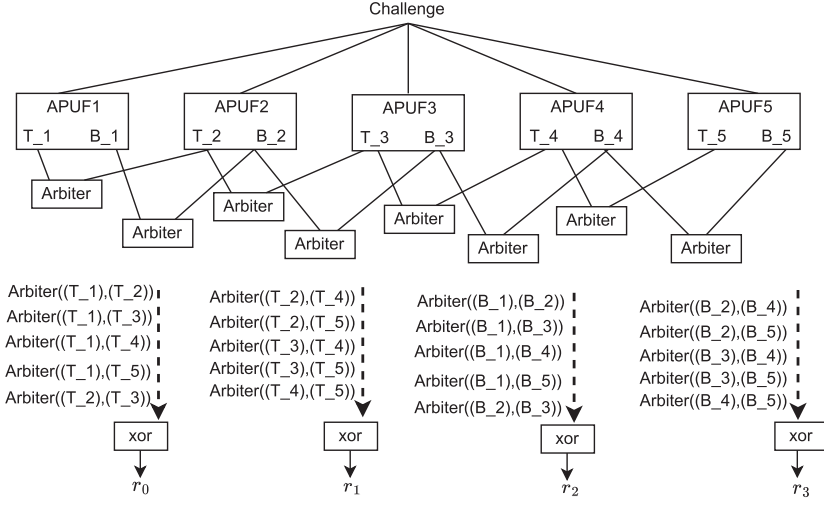 Challenge
APUF1
T_1 B_1
APUF2
T_2 B_2
APUF3
T_3 B_3
APUF4
T_4 B_4
APUF5
T_5 B_5
Arbiter
Arbiter
Arbiter
Arbiter
Arbiter
Arbiter
Arbiter
Arbiter
Arbiter((T_1),(T_2))
Arbiter((T_1),(T_3))
Arbiter((T_1),(T_4))
Arbiter((T_1),(T_5))
Arbiter((T_2),(T_3))
xor
r₀
Arbiter((T_2),(T_4))
Arbiter((T_2),(T_5))
Arbiter((T_3),(T_4))
Arbiter((T_3),(T_5))
Arbiter((T_4),(T_5))
xor
r₁
Arbiter((B_1),(B_2))
Arbiter((B_1),(B_3))
Arbiter((B_1),(B_4))
Arbiter((B_1),(B_5))
Arbiter((B_2),(B_3))
xor
r₂
Arbiter((B_2),(B_4))
Arbiter((B_2),(B_5))
Arbiter((B_3),(B_4))
Arbiter((B_3),(B_5))
Arbiter((B_4),(B_5))
xor
r₃